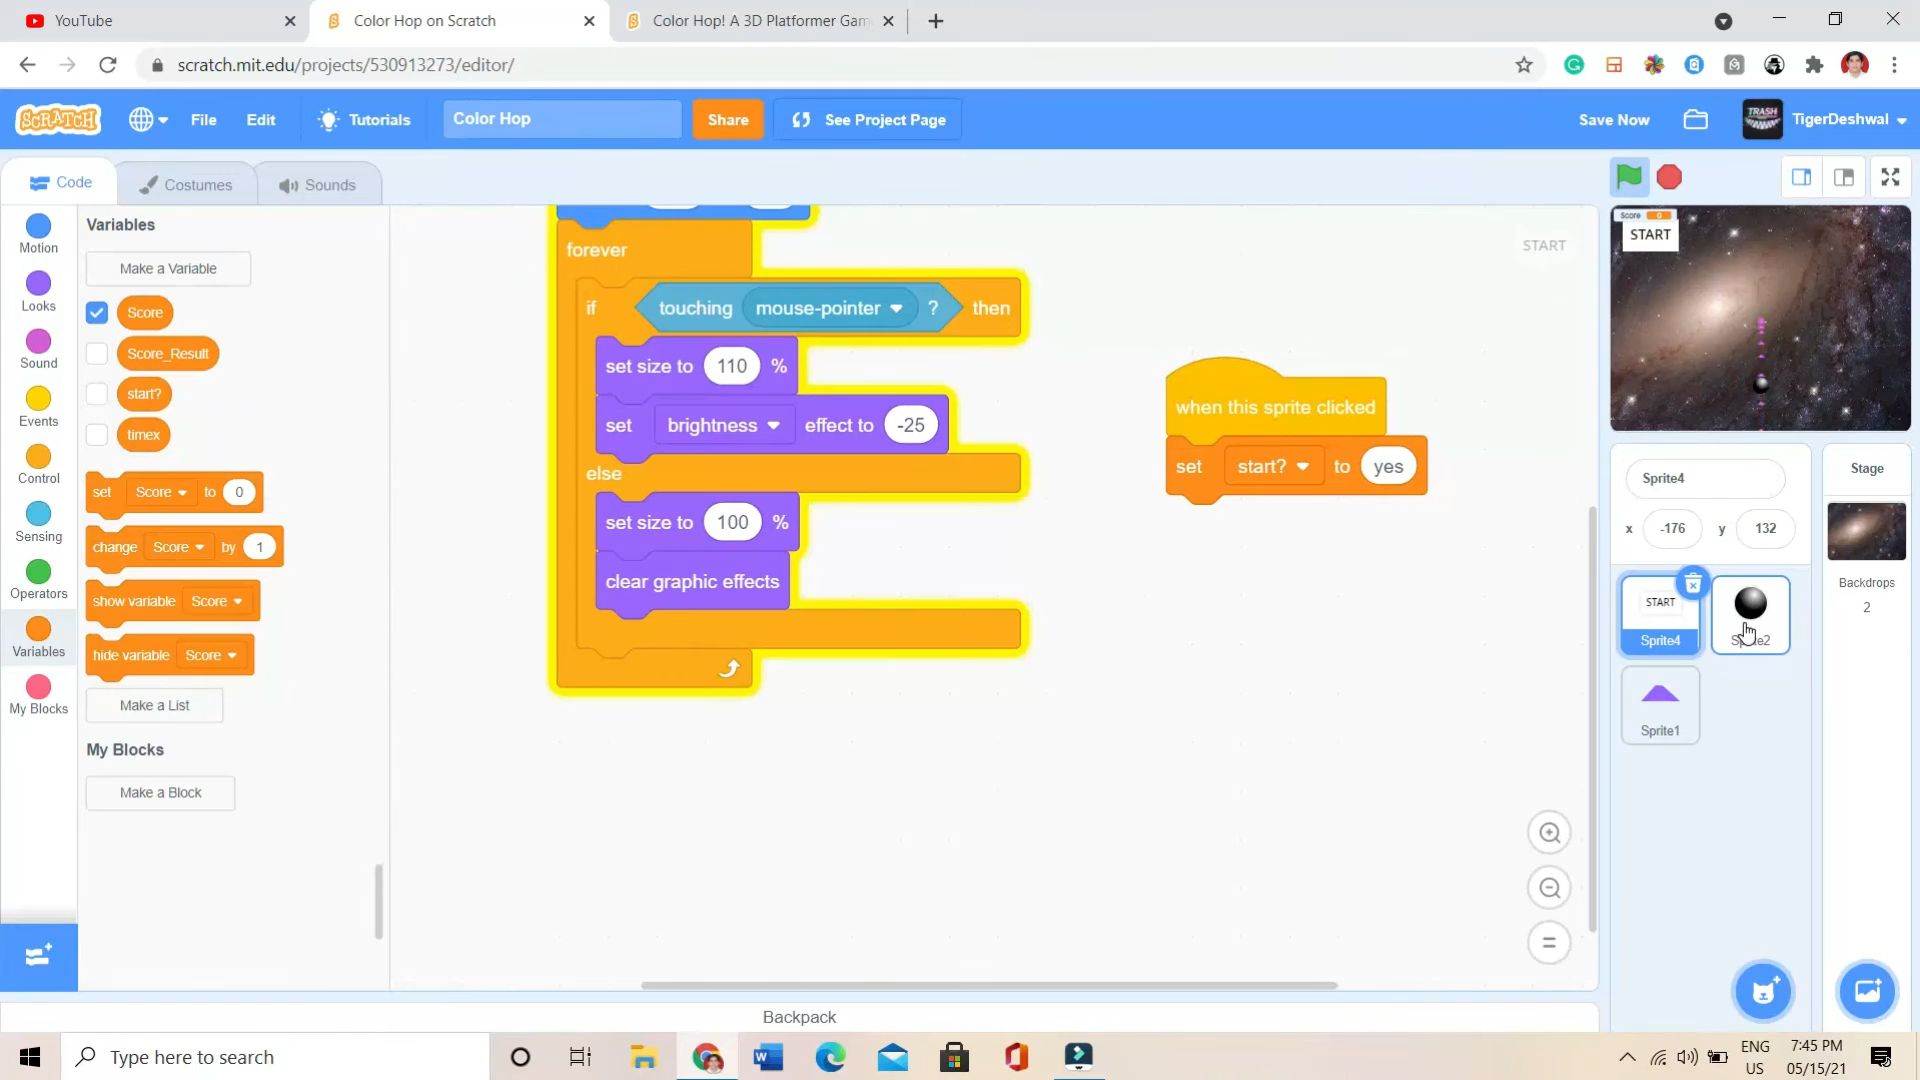 YouTube
Color Hop on Scratch
Color Hop! A 3D Platformer Gam
scratch.mit.edu/projects/530913273/editor/
SCRATCH
File
Edit
Tutorials
Color Hop
Share
See Project Page
Save Now
TRASH
TigerDeshwal
Code
Costumes
Sounds
Motion
Looks
Sound
Events
Control
Sensing
Operators
Variables
My Blocks
Variables
Make a Variable
Score
Score_Result
start?
timex
set Score to 0
change Score by 1
show variable Score
hide variable Score
Make a List
My Blocks
Make a Block
forever
if touching mouse-pointer ? then
set size to 110 %
set brightness effect to -25
else
set size to 100 %
clear graphic effects
when this sprite clicked
set start? to yes
START
Score 0
START
Sprite4
x -176 y 132
START
Sprite4
Sprite2
Sprite1
Stage
Backdrops
2
Backpack
Type here to search
ENG
US
7:45 PM
05/15/21